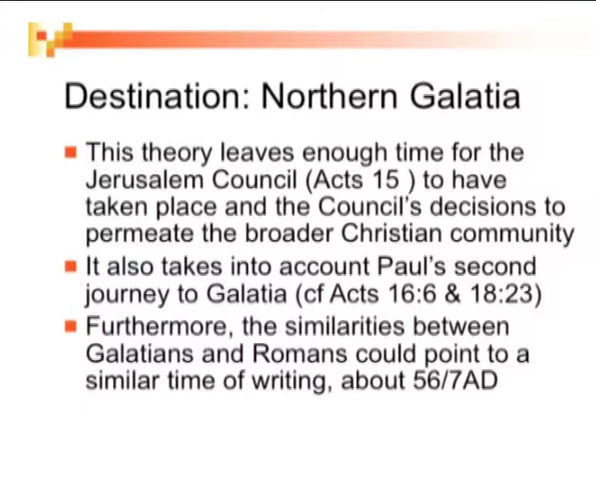 Destination: Northern Galatia
This theory leaves enough time for the
Jerusalem Council (Acts 15 ) to have
taken place and the Council's decisions to
permeate the broader Christian community
It also takes into account Paul's second
journey to Galatia (cf Acts 16:6 & 18:23)
Furthermore, the similarities between
Galatians and Romans could point to a
similar time of writing, about 56/7AD